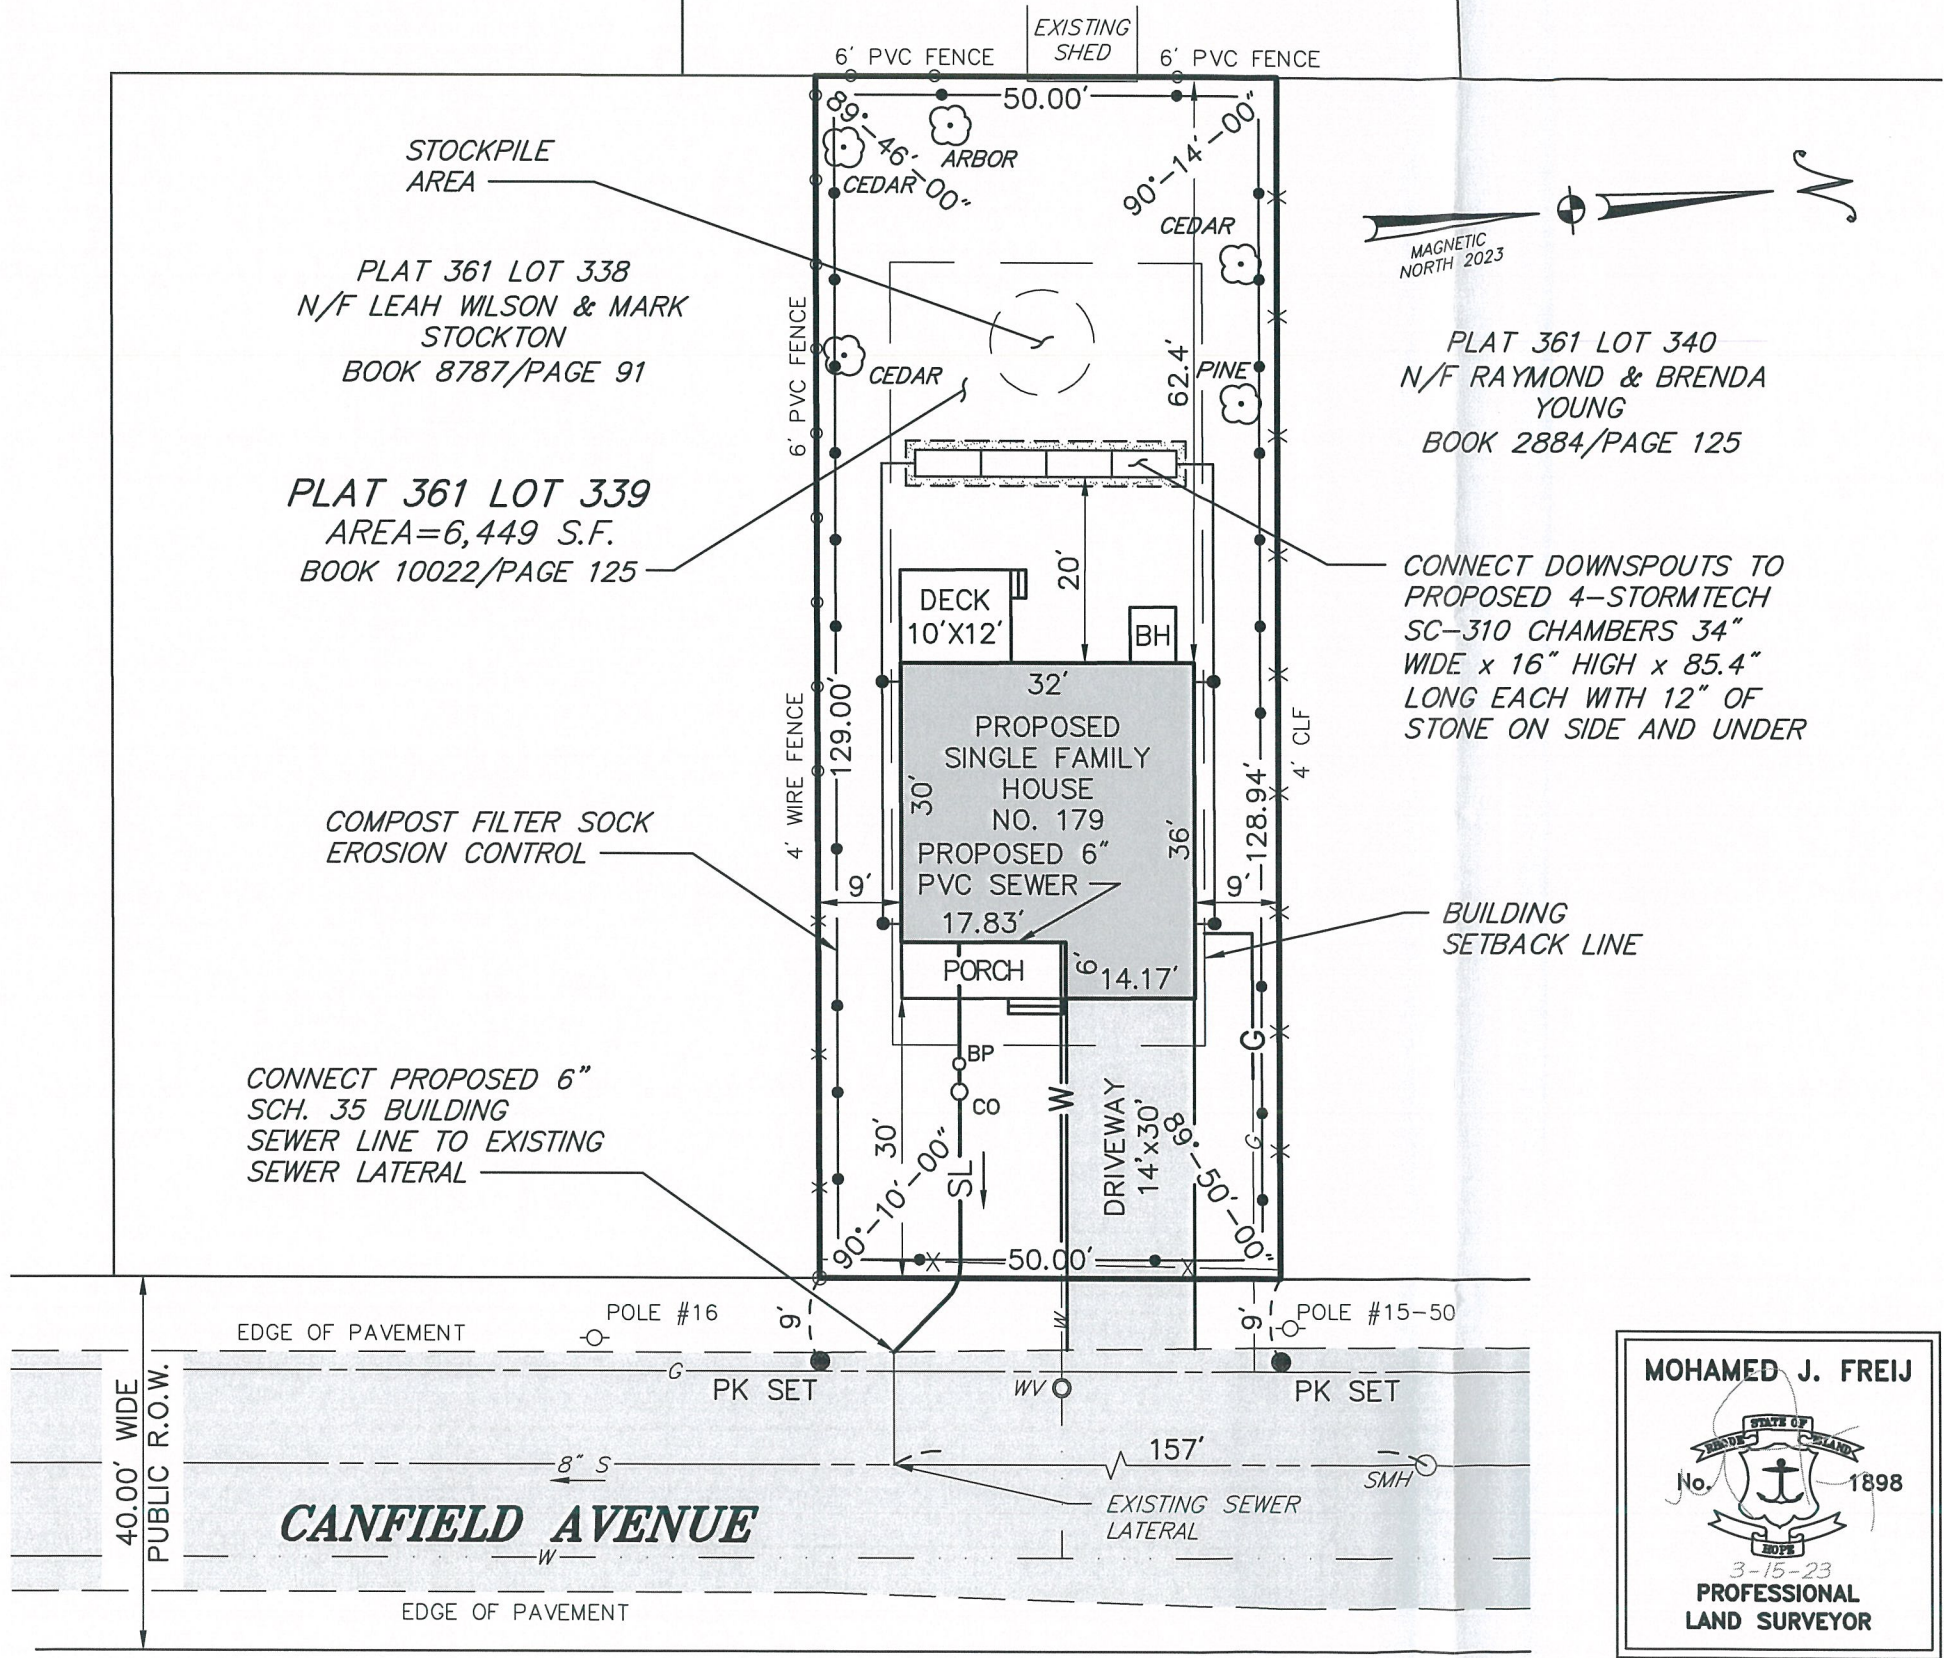 EXISTING
SHED
6' PVC FENCE
6' PVC FENCE
50.00'
89°-46'-00"
90°-14'-00"
ARBOR
CEDAR
CEDAR
STOCKPILE
AREA
MAGNETIC
NORTH 2023
PLAT 361 LOT 338
N/F LEAH WILSON & MARK
STOCKTON
BOOK 8787/PAGE 91
6' PVC FENCE
CEDAR
62.4'
PINE
PLAT 361 LOT 340
N/F RAYMOND & BRENDA
YOUNG
BOOK 2884/PAGE 125
PLAT 361 LOT 339
AREA=6,449 S.F.
BOOK 10022/PAGE 125
20'
DECK
10'X12'
BH
CONNECT DOWNSPOUTS TO
PROPOSED 4-STORMTECH
SC-310 CHAMBERS 34"
WIDE x 16" HIGH x 85.4"
LONG EACH WITH 12" OF
STONE ON SIDE AND UNDER
4' WIRE FENCE
129.00'
32'
PROPOSED
SINGLE FAMILY
HOUSE
NO. 179
30'
36'
PROPOSED 6"
PVC SEWER
128.94'
4' CLF
COMPOST FILTER SOCK
EROSION CONTROL
9'
9'
17.83'
PORCH
6'
14.17'
BUILDING
SETBACK LINE
BP
CO
W
G
G
CONNECT PROPOSED 6"
SCH. 35 BUILDING
SEWER LINE TO EXISTING
SEWER LATERAL
30'
SL
DRIVEWAY
14'x30'
90°-10'-00"
89°-50'-00"
50.00'
9'
9'
POLE #16
POLE #15-50
EDGE OF PAVEMENT
W
G
PK SET
WV
PK SET
40.00' WIDE
PUBLIC R.O.W.
8" S
157'
SMH
EXISTING SEWER
LATERAL
CANFIELD AVENUE
W
EDGE OF PAVEMENT
MOHAMED J. FREIJ
STATE OF
RHODE ISLAND
No. 1898
HOPE
3-15-23
PROFESSIONAL
LAND SURVEYOR